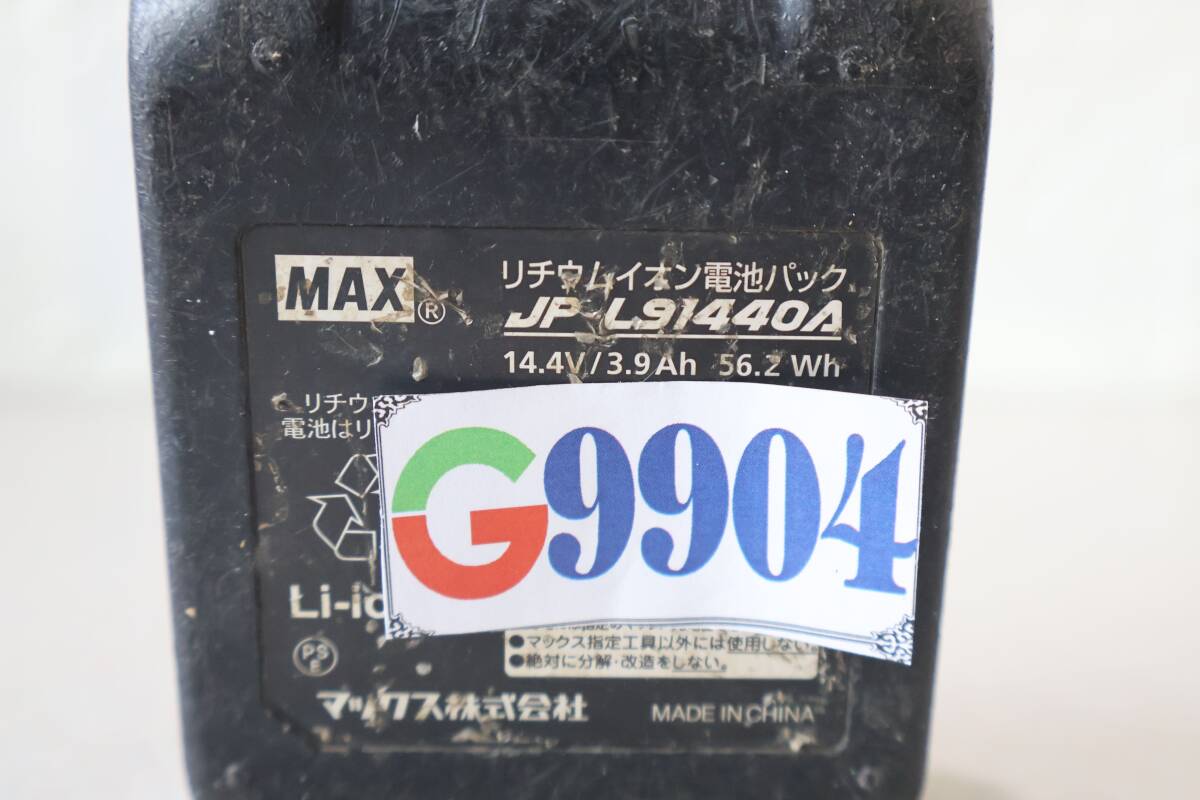 MAX®
リチウムイオン電池パック
JP-L91440A
14.4V/3.9Ah 56.2Wh
リチウ
電池はリ
G9904
Li-io
●マックス指定工具以外には使用しない。
●絶対に分解・改造をしない。
PS
E
マックス株式会社
MADE IN CHINA